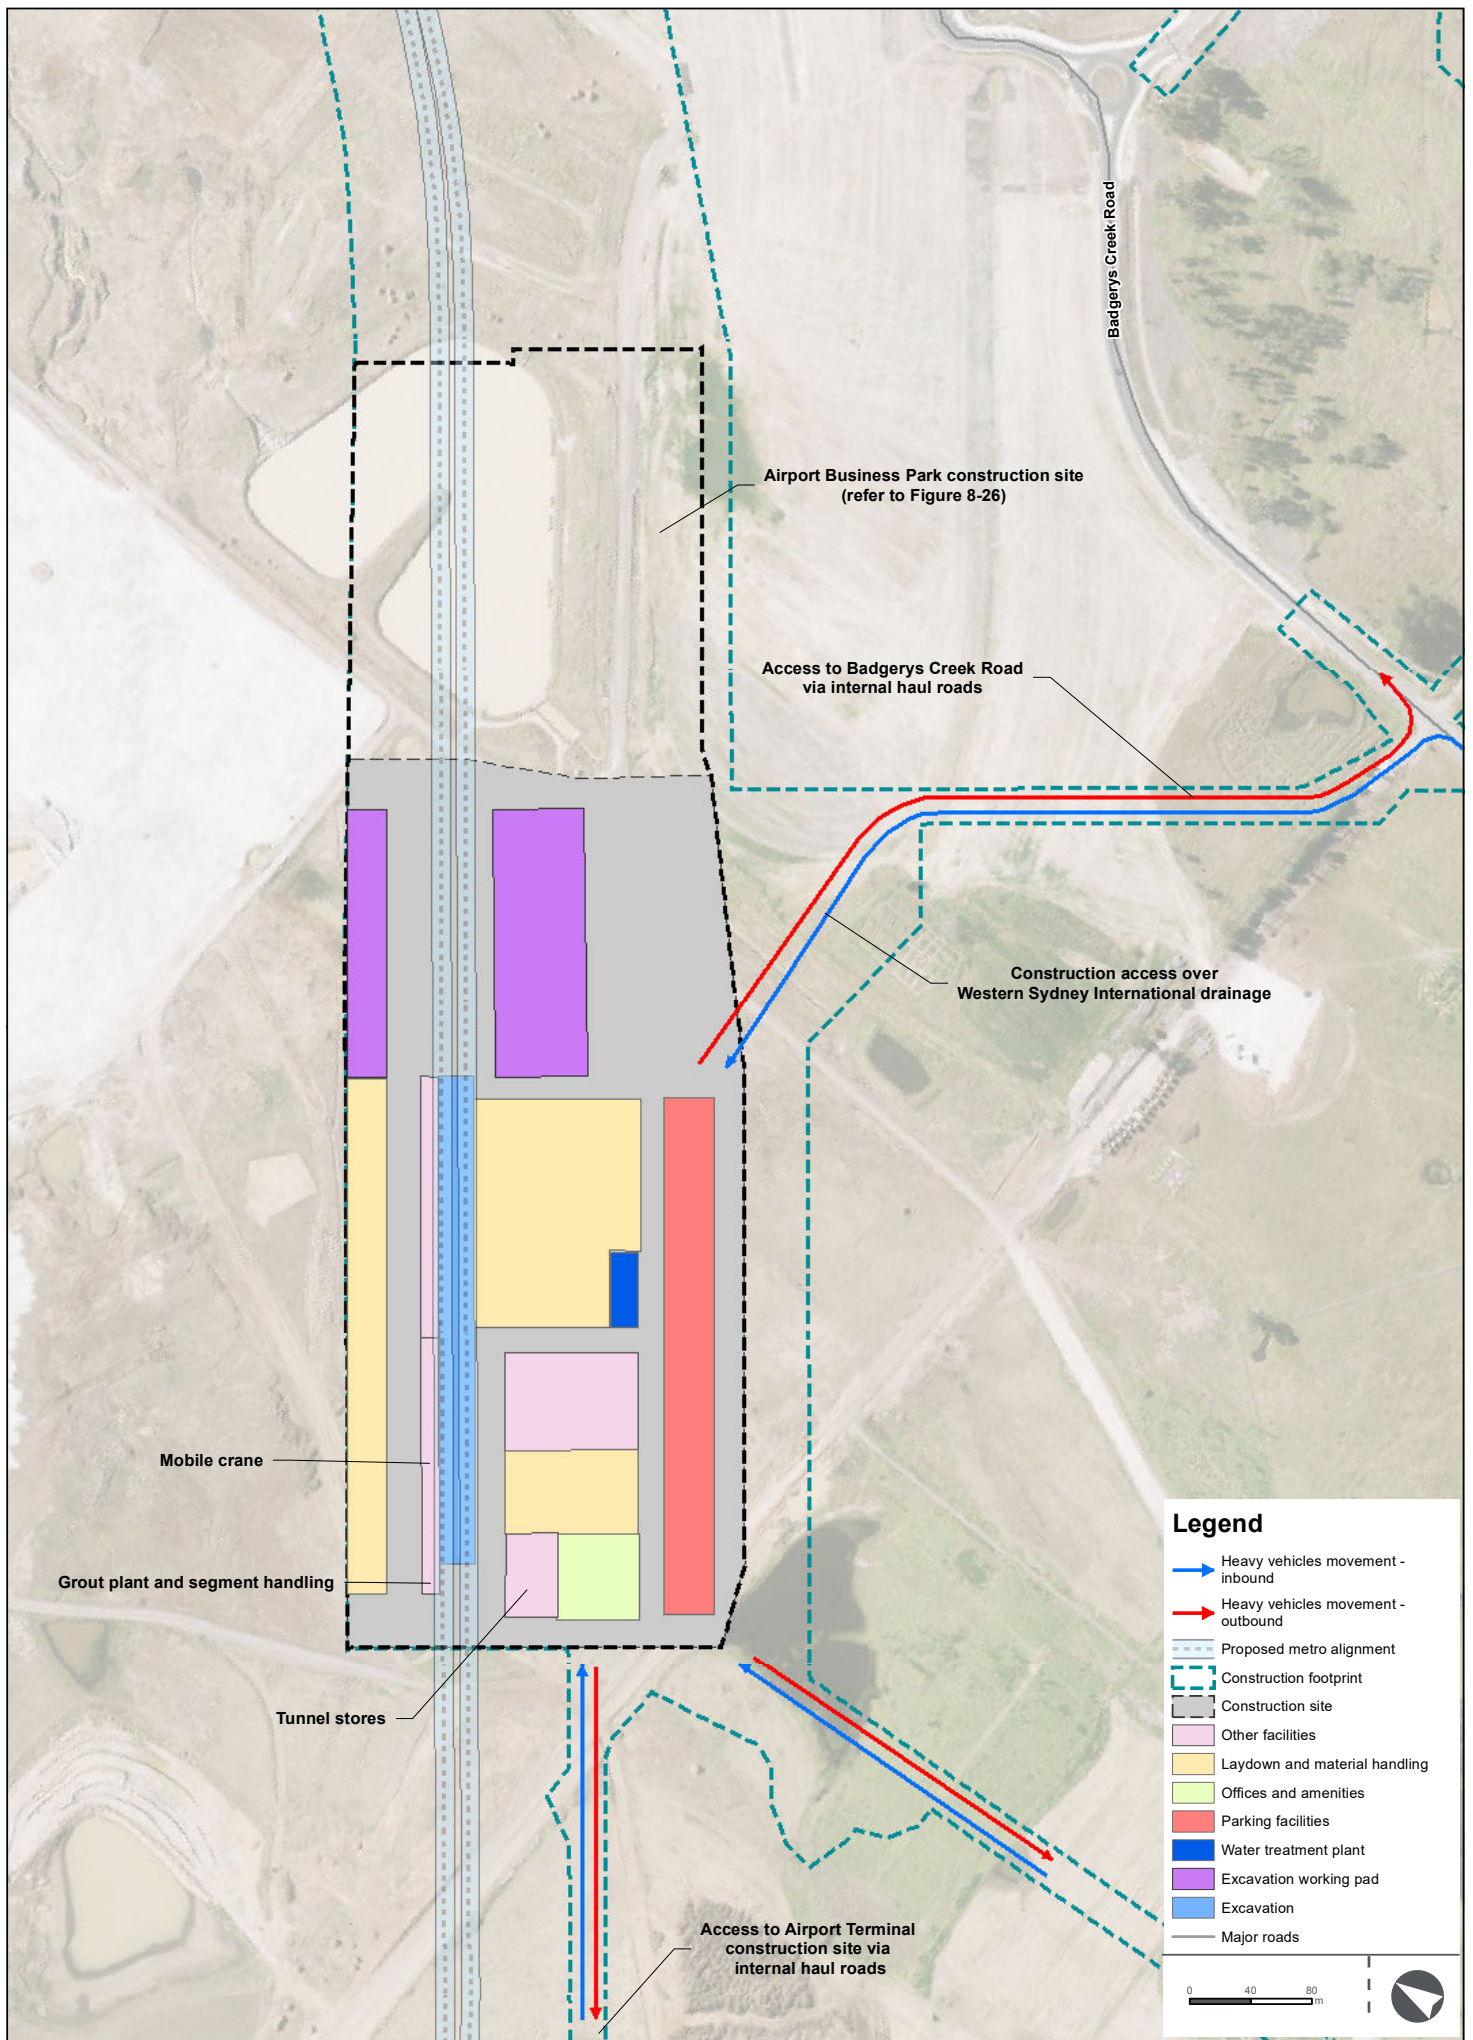 Badgerys Creek Road
Airport Business Park construction site
(refer to Figure 8-26)
Access to Badgerys Creek Road
via internal haul roads
Construction access over
Western Sydney International drainage
Mobile crane
Grout plant and segment handling
Tunnel stores
Access to Airport Terminal
construction site via
internal haul roads
Legend
Heavy vehicles movement -
inbound
Heavy vehicles movement -
outbound
Proposed metro alignment
Construction footprint
Construction site
Other facilities
Laydown and material handling
Offices and amenities
Parking facilities
Water treatment plant
Excavation working pad
Excavation
Major roads
0 40 80
m